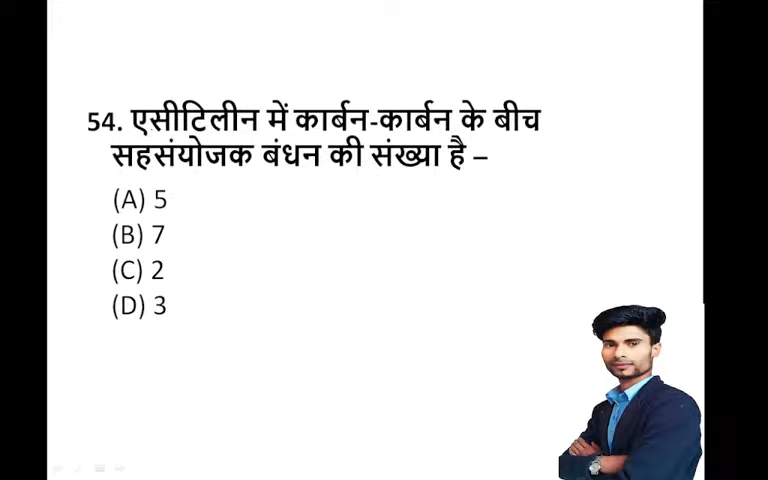 54. एसीटिलीन में कार्बन-कार्बन के बीच
सहसंयोजक बंधन की संख्या है –
(A) 5
(B) 7
(C) 2
(D) 3